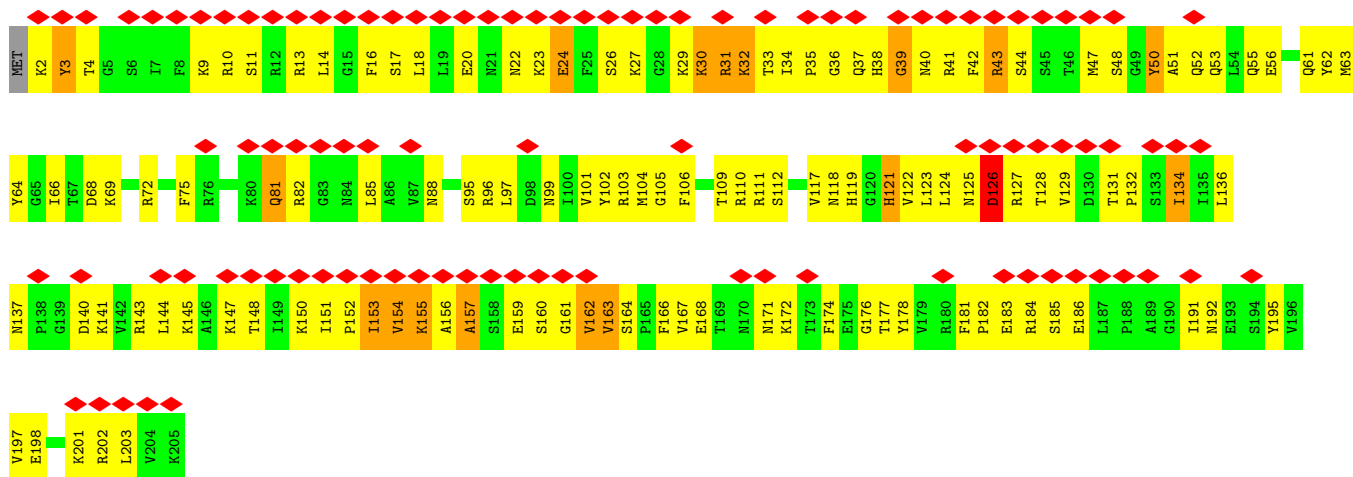 MET K2 Y3 T4 G5 S6 I7 F8 K9 R10 S11 R12 R13 L14 G15 F16 S17 L18 L19 E20 N21 N22 K23 E24 F25 S26 K27 G28 K29 K30 R31 K32 T33 I34 P35 G36 Q37 H38 G39 N40 R41 F42 R43 S44 S45 T46 M47 S48 G49 Y50 A51 Q52 Q53 L54 Q55 E56 Q61 Y62 M63
Y64 G65 I66 T67 D68 K69 R72 F75 R76 K80 Q81 R82 G83 N84 L85 A86 V87 N88 S95 R96 L97 D98 N99 I100 V101 Y102 R103 M104 G105 F106 T109 R110 R111 S112 V117 N118 H119 G120 H121 V122 L123 L124 N125 D126 R127 T128 V129 D130 T131 P132 S133 I134 I135 L136
N137 P138 G139 D140 K141 V142 R143 L144 K145 A146 K147 T148 I149 K150 I151 P152 I153 V154 K155 A156 A157 S158 E159 S160 G161 V162 V163 S164 P165 F166 V167 E168 T169 N170 N171 K172 T173 F174 E175 G176 T177 Y178 V179 R180 F181 P182 E183 R184 S185 E186 L187 P188 A189 G190 I191 N192 E193 S194 Y195 V196
V197 E198 K201 R202 L203 V204 K205